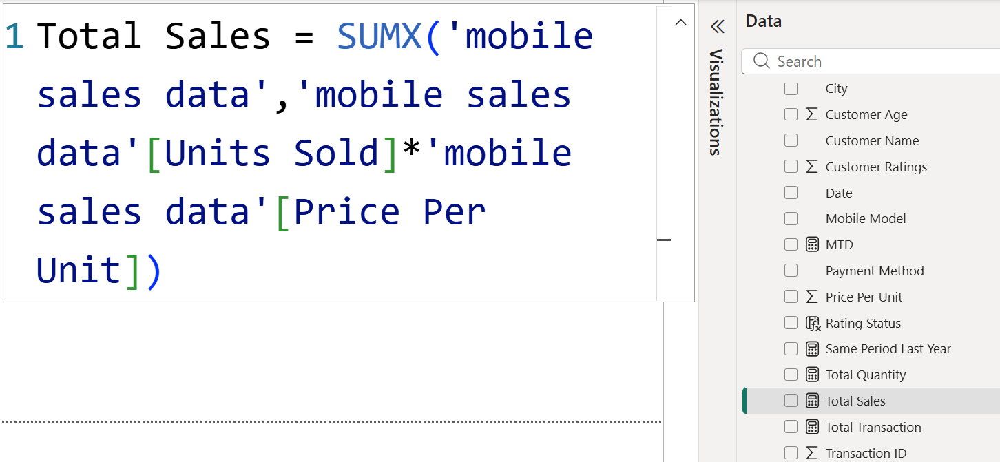 1 Total Sales = SUMX('mobile
sales data','mobile sales
data'[Units Sold]*'mobile
sales data'[Price Per
Unit])
Visualizations
Data
Search
City
Customer Age
Customer Name
Customer Ratings
Date
Mobile Model
MTD
Payment Method
Price Per Unit
Rating Status
Same Period Last Year
Total Quantity
Total Sales
Total Transaction
Transaction ID